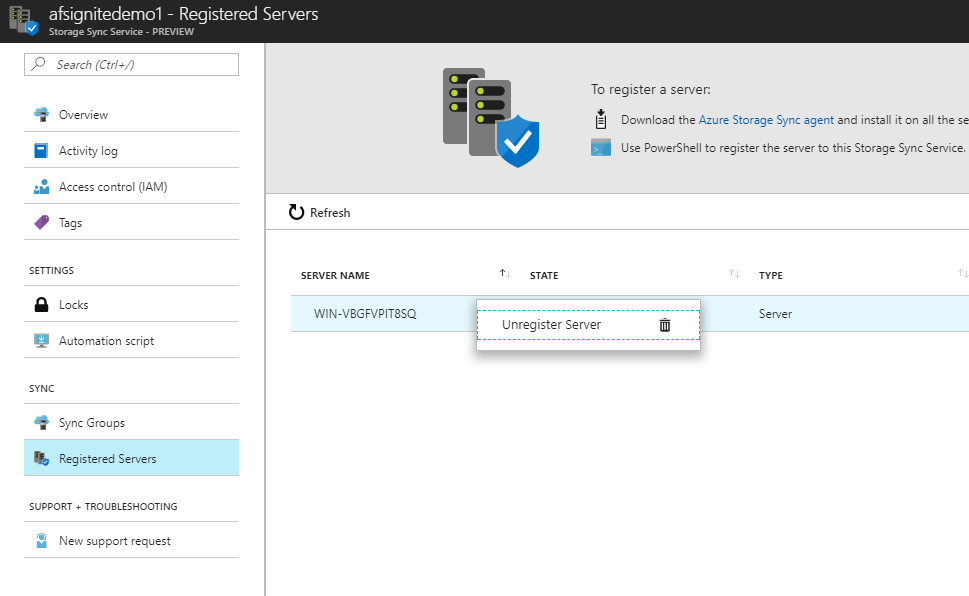 afsignitedemo1 - Registered Servers
Storage Sync Service - PREVIEW
Search (Ctrl+/)
Overview
Activity log
Access control (IAM)
Tags
SETTINGS
Locks
Automation script
SYNC
Sync Groups
Registered Servers
SUPPORT + TROUBLESHOOTING
New support request
To register a server:
Download the Azure Storage Sync agent and install it on all the se
Use PowerShell to register the server to this Storage Sync Service.
Refresh
SERVER NAME STATE TYPE
WIN-VBGFVPIT8SQ Server
Unregister Server